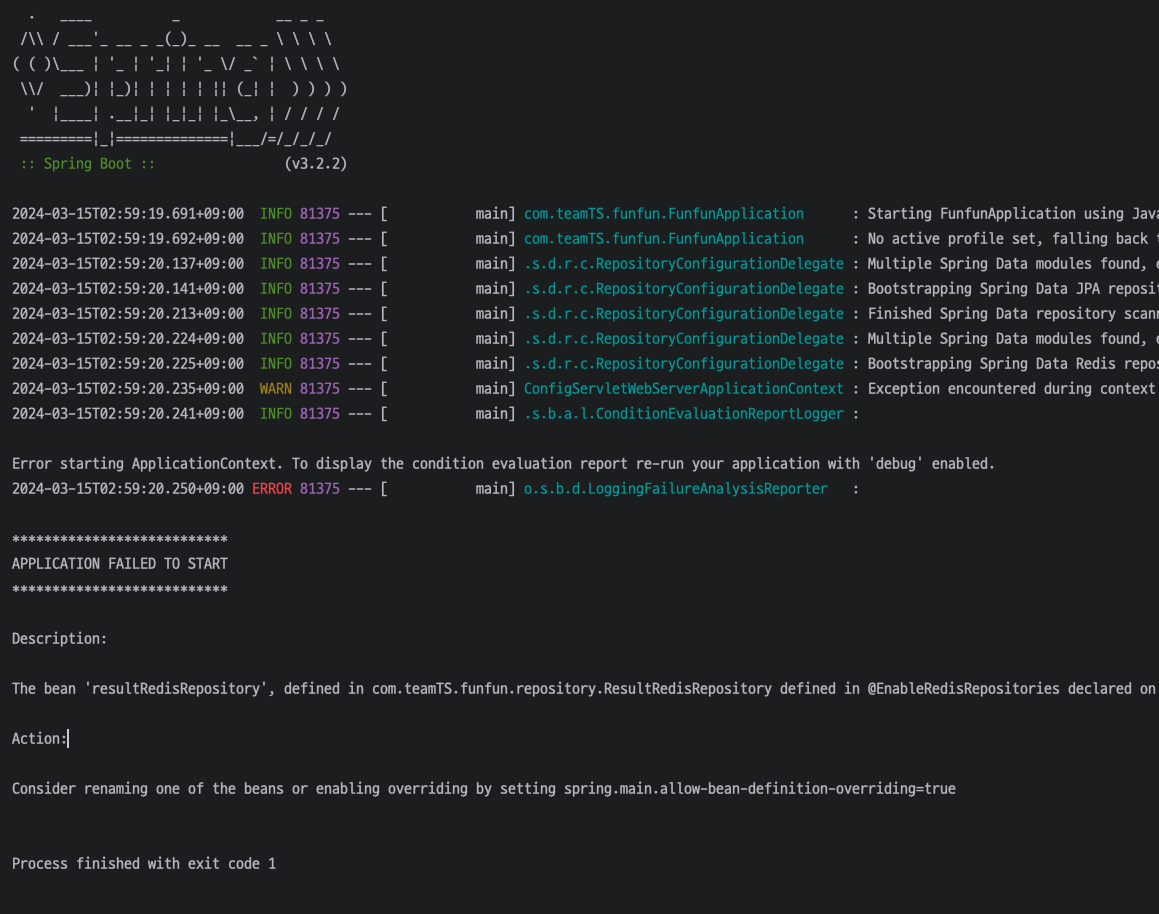 .   ____          _            __ _ _
 /\\ / ___'_ __ _ _(_)_ __  __ _ \ \ \ \
( ( )\___ | '_ | '_| | '_ \/ _` | \ \ \ \
 \\/  ___)| |_)| | | | | || (_| |  ) ) ) )
  '  |____| .__|_| |_|_| |_\__, | / / / /
 =========|_|==============|___/=/_/_/_/
 :: Spring Boot ::                (v3.2.2)
2024-03-15T02:59:19.691+09:00  INFO 81375 --- [           main] com.teamTS.funfun.FunfunApplication      : Starting FunfunApplication using Java
2024-03-15T02:59:19.692+09:00  INFO 81375 --- [           main] com.teamTS.funfun.FunfunApplication      : No active profile set, falling back
2024-03-15T02:59:20.137+09:00  INFO 81375 --- [           main] .s.d.r.c.RepositoryConfigurationDelegate : Multiple Spring Data modules found,
2024-03-15T02:59:20.141+09:00  INFO 81375 --- [           main] .s.d.r.c.RepositoryConfigurationDelegate : Bootstrapping Spring Data JPA reposit
2024-03-15T02:59:20.213+09:00  INFO 81375 --- [           main] .s.d.r.c.RepositoryConfigurationDelegate : Finished Spring Data repository scann
2024-03-15T02:59:20.224+09:00  INFO 81375 --- [           main] .s.d.r.c.RepositoryConfigurationDelegate : Multiple Spring Data modules found,
2024-03-15T02:59:20.225+09:00  INFO 81375 --- [           main] .s.d.r.c.RepositoryConfigurationDelegate : Bootstrapping Spring Data Redis repos
2024-03-15T02:59:20.235+09:00  WARN 81375 --- [           main] ConfigServletWebServerApplicationContext : Exception encountered during context
2024-03-15T02:59:20.241+09:00  INFO 81375 --- [           main] .s.b.a.l.ConditionEvaluationReportLogger :
Error starting ApplicationContext. To display the condition evaluation report re-run your application with 'debug' enabled.
2024-03-15T02:59:20.250+09:00 ERROR 81375 --- [           main] o.s.b.d.LoggingFailureAnalysisReporter   :
***************************
APPLICATION FAILED TO START
***************************
Description:
The bean 'resultRedisRepository', defined in com.teamTS.funfun.repository.ResultRedisRepository defined in @EnableRedisRepositories declared on
Action:
Consider renaming one of the beans or enabling overriding by setting spring.main.allow-bean-definition-overriding=true
Process finished with exit code 1